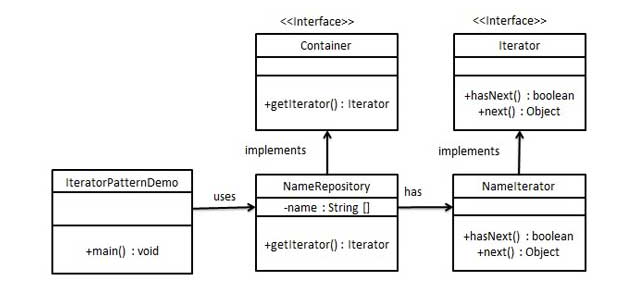 <<Interface>>
Container
+getIterator() : Iterator
<<Interface>>
Iterator
+hasNext() : boolean
+next() : Object
implements
implements
IteratorPatternDemo
+main() : void
uses
NameRepository
-name : String []
+getIterator() : Iterator
has
NameIterator
+hasNext() : boolean
+next() : Object